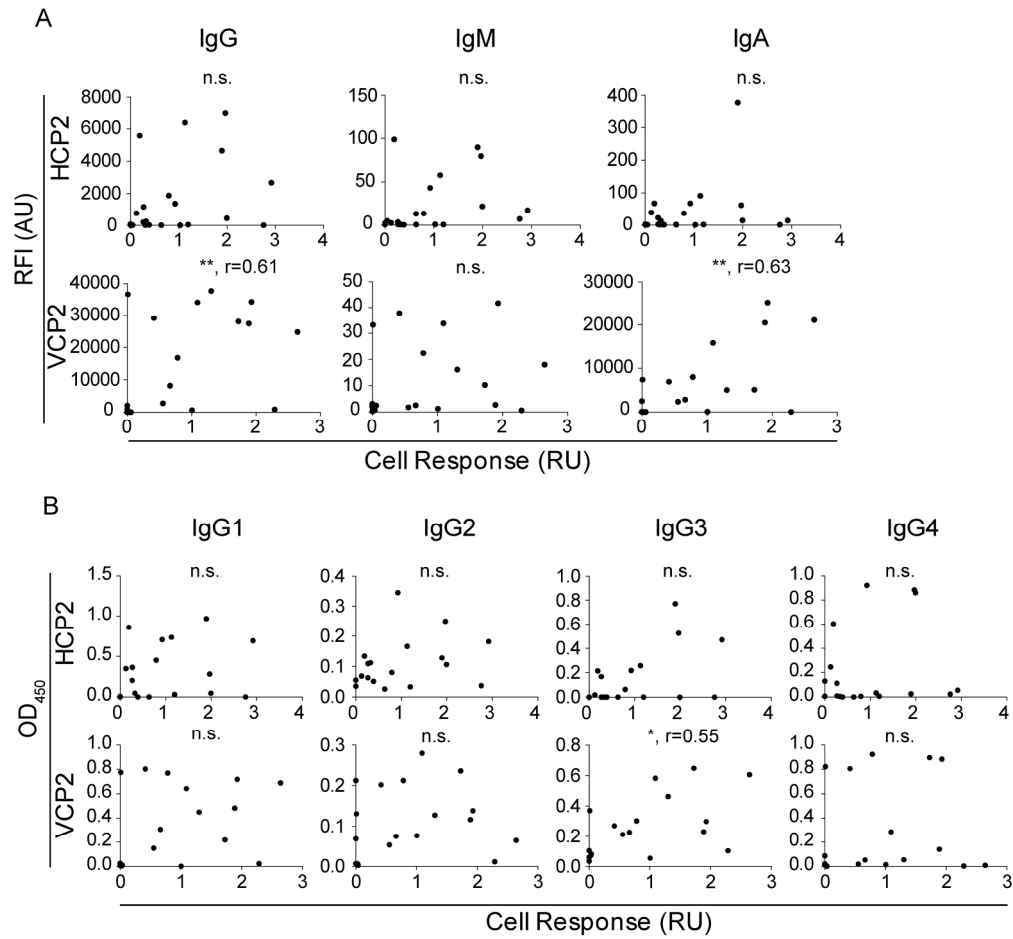 A
IgG IgM IgA
n.s. n.s. n.s.
8000 150 400
6000 300
100
4000 200
50
2000 100
0 0 0
0 1 2 3 4 0 1 2 3 4 0 1 2 3 4
HCP2
RFI (AU)
**, r=0.61 n.s. **, r=0.63
40000 50 30000
30000 40
30 20000
20000
20 10000
10000 10
0 0 0
0 1 2 3 0 1 2 3 0 1 2 3
VCP2
Cell Response (RU)
B
IgG1 IgG2 IgG3 IgG4
n.s. n.s. n.s. n.s.
1.5 0.4 1.0 1.0
0.8 0.8
1.0 0.3
0.6 0.6
0.2
0.4 0.4
0.5 0.1
0.2 0.2
0.0 0.0 0.0 0.0
0 1 2 3 4 0 1 2 3 4 0 1 2 3 4 0 1 2 3 4
HCP2
OD450
n.s. n.s. *, r=0.55 n.s.
1.0 0.3 0.8 1.0
0.8 0.8
0.6
0.6 0.2 0.6
0.4
0.4 0.1 0.4
0.2 0.2 0.2
0.0 0.0 0.0 0.0
0 1 2 3 0 1 2 3 0 1 2 3 0 1 2 3
VCP2
Cell Response (RU)